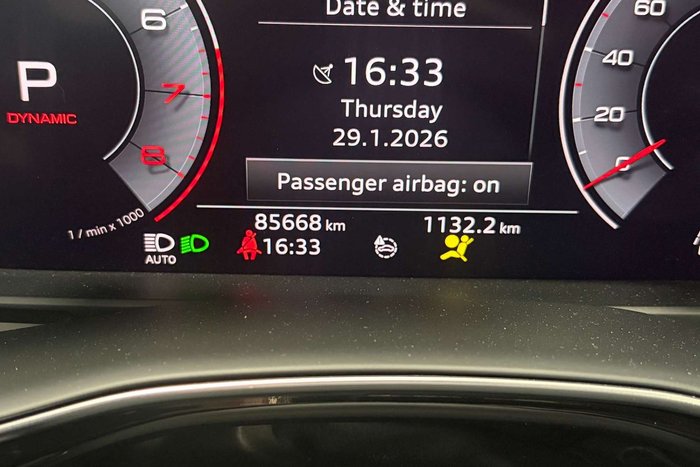 Date & time
16:33
Thursday
29.1.2026
Passenger airbag: on
P
DYNAMIC
6
7
8
1 / min x 1000
60
40
20
0
85668 km
1132.2 km
AUTO
16:33